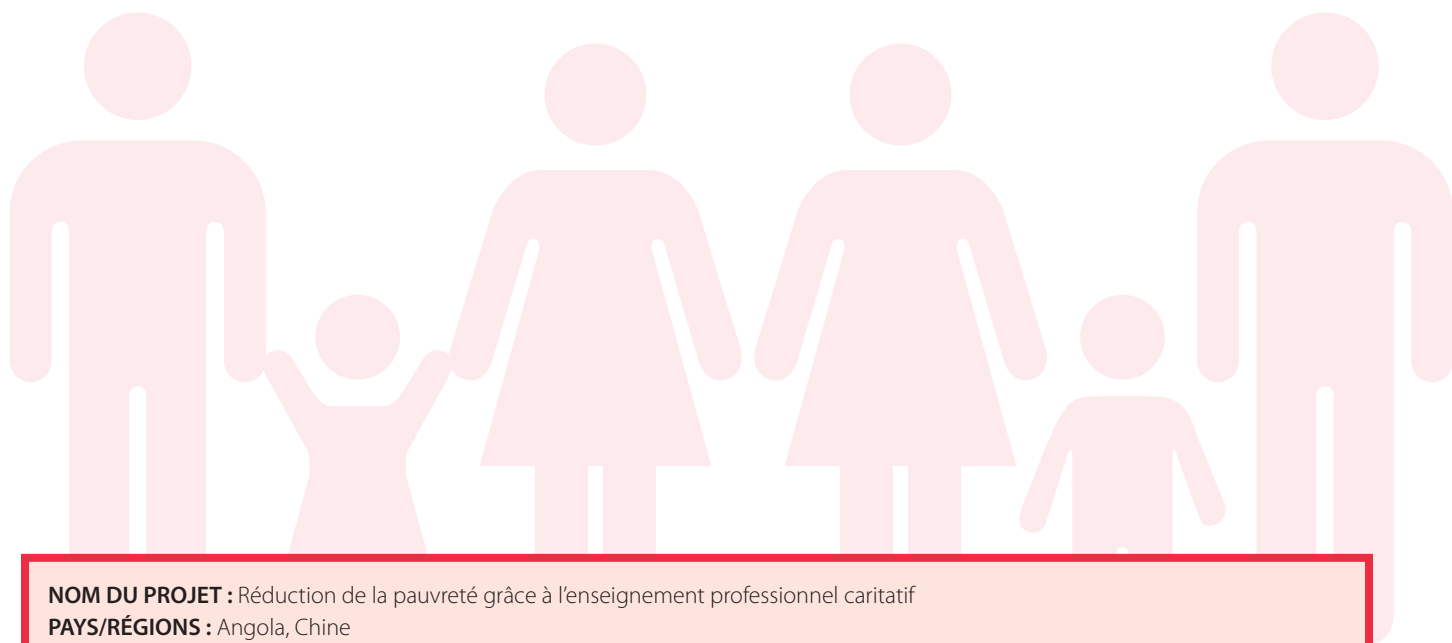 NOM DU PROJET : Réduction de la pauvreté grâce à l’enseignement professionnel caritatif
PAYS/RÉGIONS : Angola, Chine